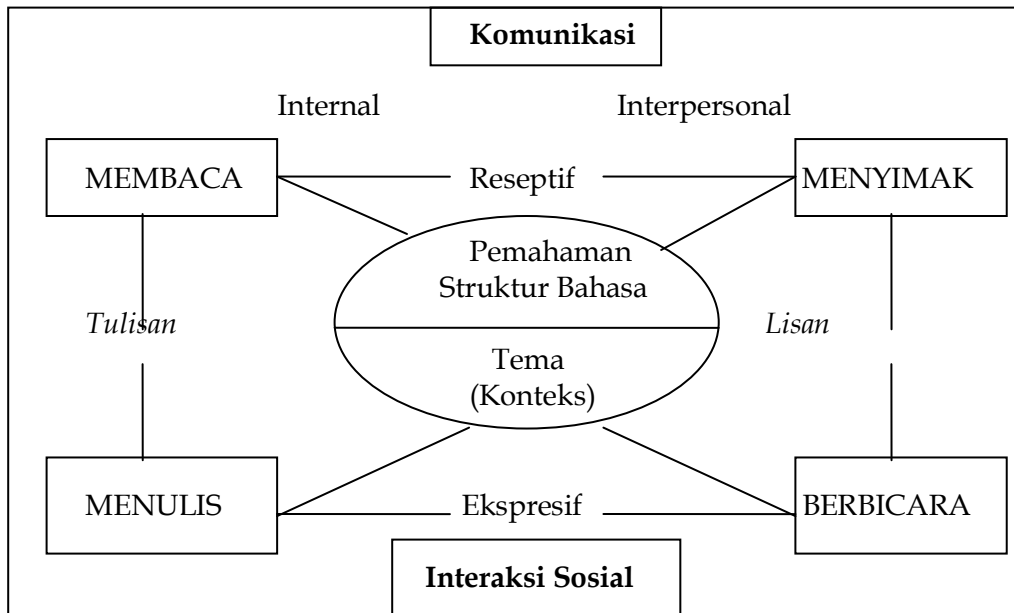 Komunikasi
Internal Interpersonal
MEMBACA Reseptif MENYIMAK
Pemahaman
Struktur Bahasa
Tulisan Lisan
Tema
(Konteks)
MENULIS Ekspresif BERBICARA
Interaksi Sosial